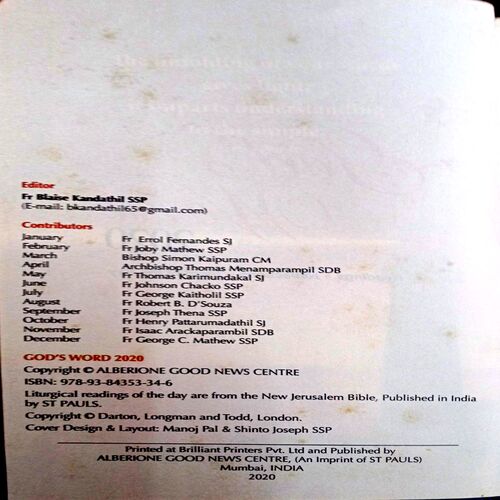 Editor
Fr Blaise Kandathil SSP
(E-mail: bkandathil65@gmail.com)
Contributors
January Fr Errol Fernandes SJ
February Fr Joby Mathew SSP
March Bishop Simon Kaipuram CM
April Archbishop Thomas Menamparampil SDB
May Fr Thomas Karimundakal SJ
June Fr Johnson Chacko SSP
July Fr George Kaitholil SSP
August Fr Robert B. D'Souza
September Fr Joseph Thena SSP
October Fr Henry Pattarumadathil SJ
November Fr Isaac Arackaparambil SDB
December Fr George C. Mathew SSP
GOD'S WORD 2020
Copyright © ALBERIONE GOOD NEWS CENTRE
ISBN: 978-93-84353-34-6
Liturgical readings of the day are from the New Jerusalem Bible, Published in India
by ST PAULS.
Copyright © Darton, Longman and Todd, London.
Cover Design & Layout: Manoj Pal & Shinto Joseph SSP
Printed at Brilliant Printers Pvt. Ltd and Published by
ALBERIONE GOOD NEWS CENTRE, (An Imprint of ST PAULS)
Mumbai, INDIA
2020